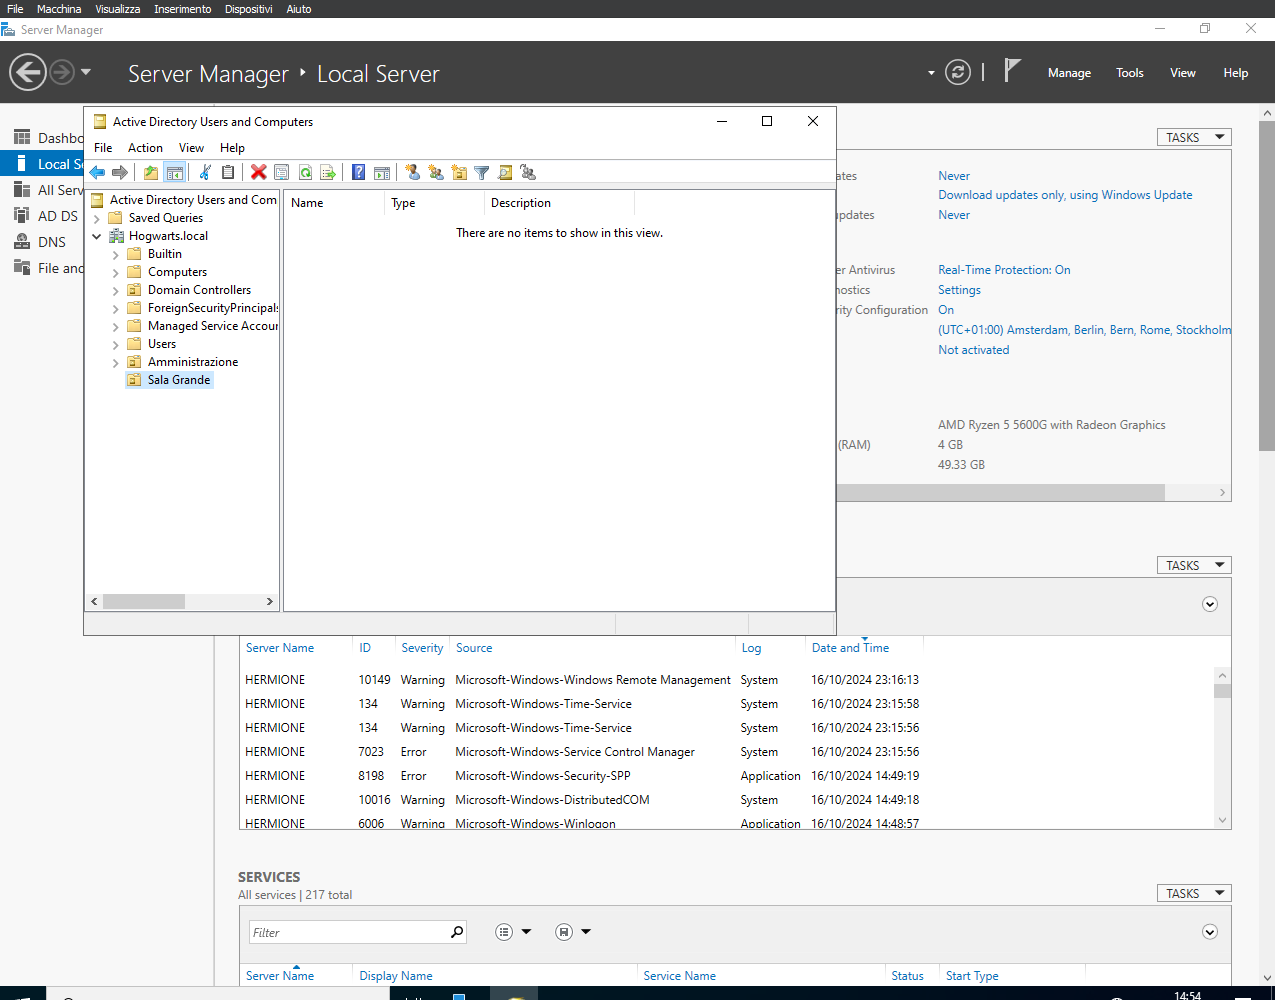 File Macchina Visualizza Inserimento Dispositivi Aiuto
Server Manager
Server Manager Local Server
Manage Tools View Help
Active Directory Users and Computers
File Action View Help
Dashbo
Local Se
All Serv
AD DS
DNS
File and
Active Directory Users and Com
Saved Queries
Hogwarts.local
Builtin
Computers
Domain Controllers
ForeignSecurityPrincipals
Managed Service Accour
Users
Amministrazione
Sala Grande
Name Type Description
There are no items to show in this view.
TASKS
ates Never
Download updates only, using Windows Update
pdates Never
er Antivirus Real-Time Protection: On
nostics Settings
rity Configuration On
(UTC+01:00) Amsterdam, Berlin, Bern, Rome, Stockholm
Not activated
AMD Ryzen 5 5600G with Radeon Graphics
(RAM) 4 GB
49.33 GB
TASKS
Server Name ID Severity Source Log Date and Time
HERMIONE 10149 Warning Microsoft-Windows-Windows Remote Management System 16/10/2024 23:16:13
HERMIONE 134 Warning Microsoft-Windows-Time-Service System 16/10/2024 23:15:58
HERMIONE 134 Warning Microsoft-Windows-Time-Service System 16/10/2024 23:15:56
HERMIONE 7023 Error Microsoft-Windows-Service Control Manager System 16/10/2024 23:15:56
HERMIONE 8198 Error Microsoft-Windows-Security-SPP Application 16/10/2024 14:49:19
HERMIONE 10016 Warning Microsoft-Windows-DistributedCOM System 16/10/2024 14:49:18
HERMIONE 6006 Warning Microsoft-Windows-Winlogon Application 16/10/2024 14:48:57
SERVICES
All services | 217 total
TASKS
Filter
Server Name Display Name Service Name Status Start Type
14:54